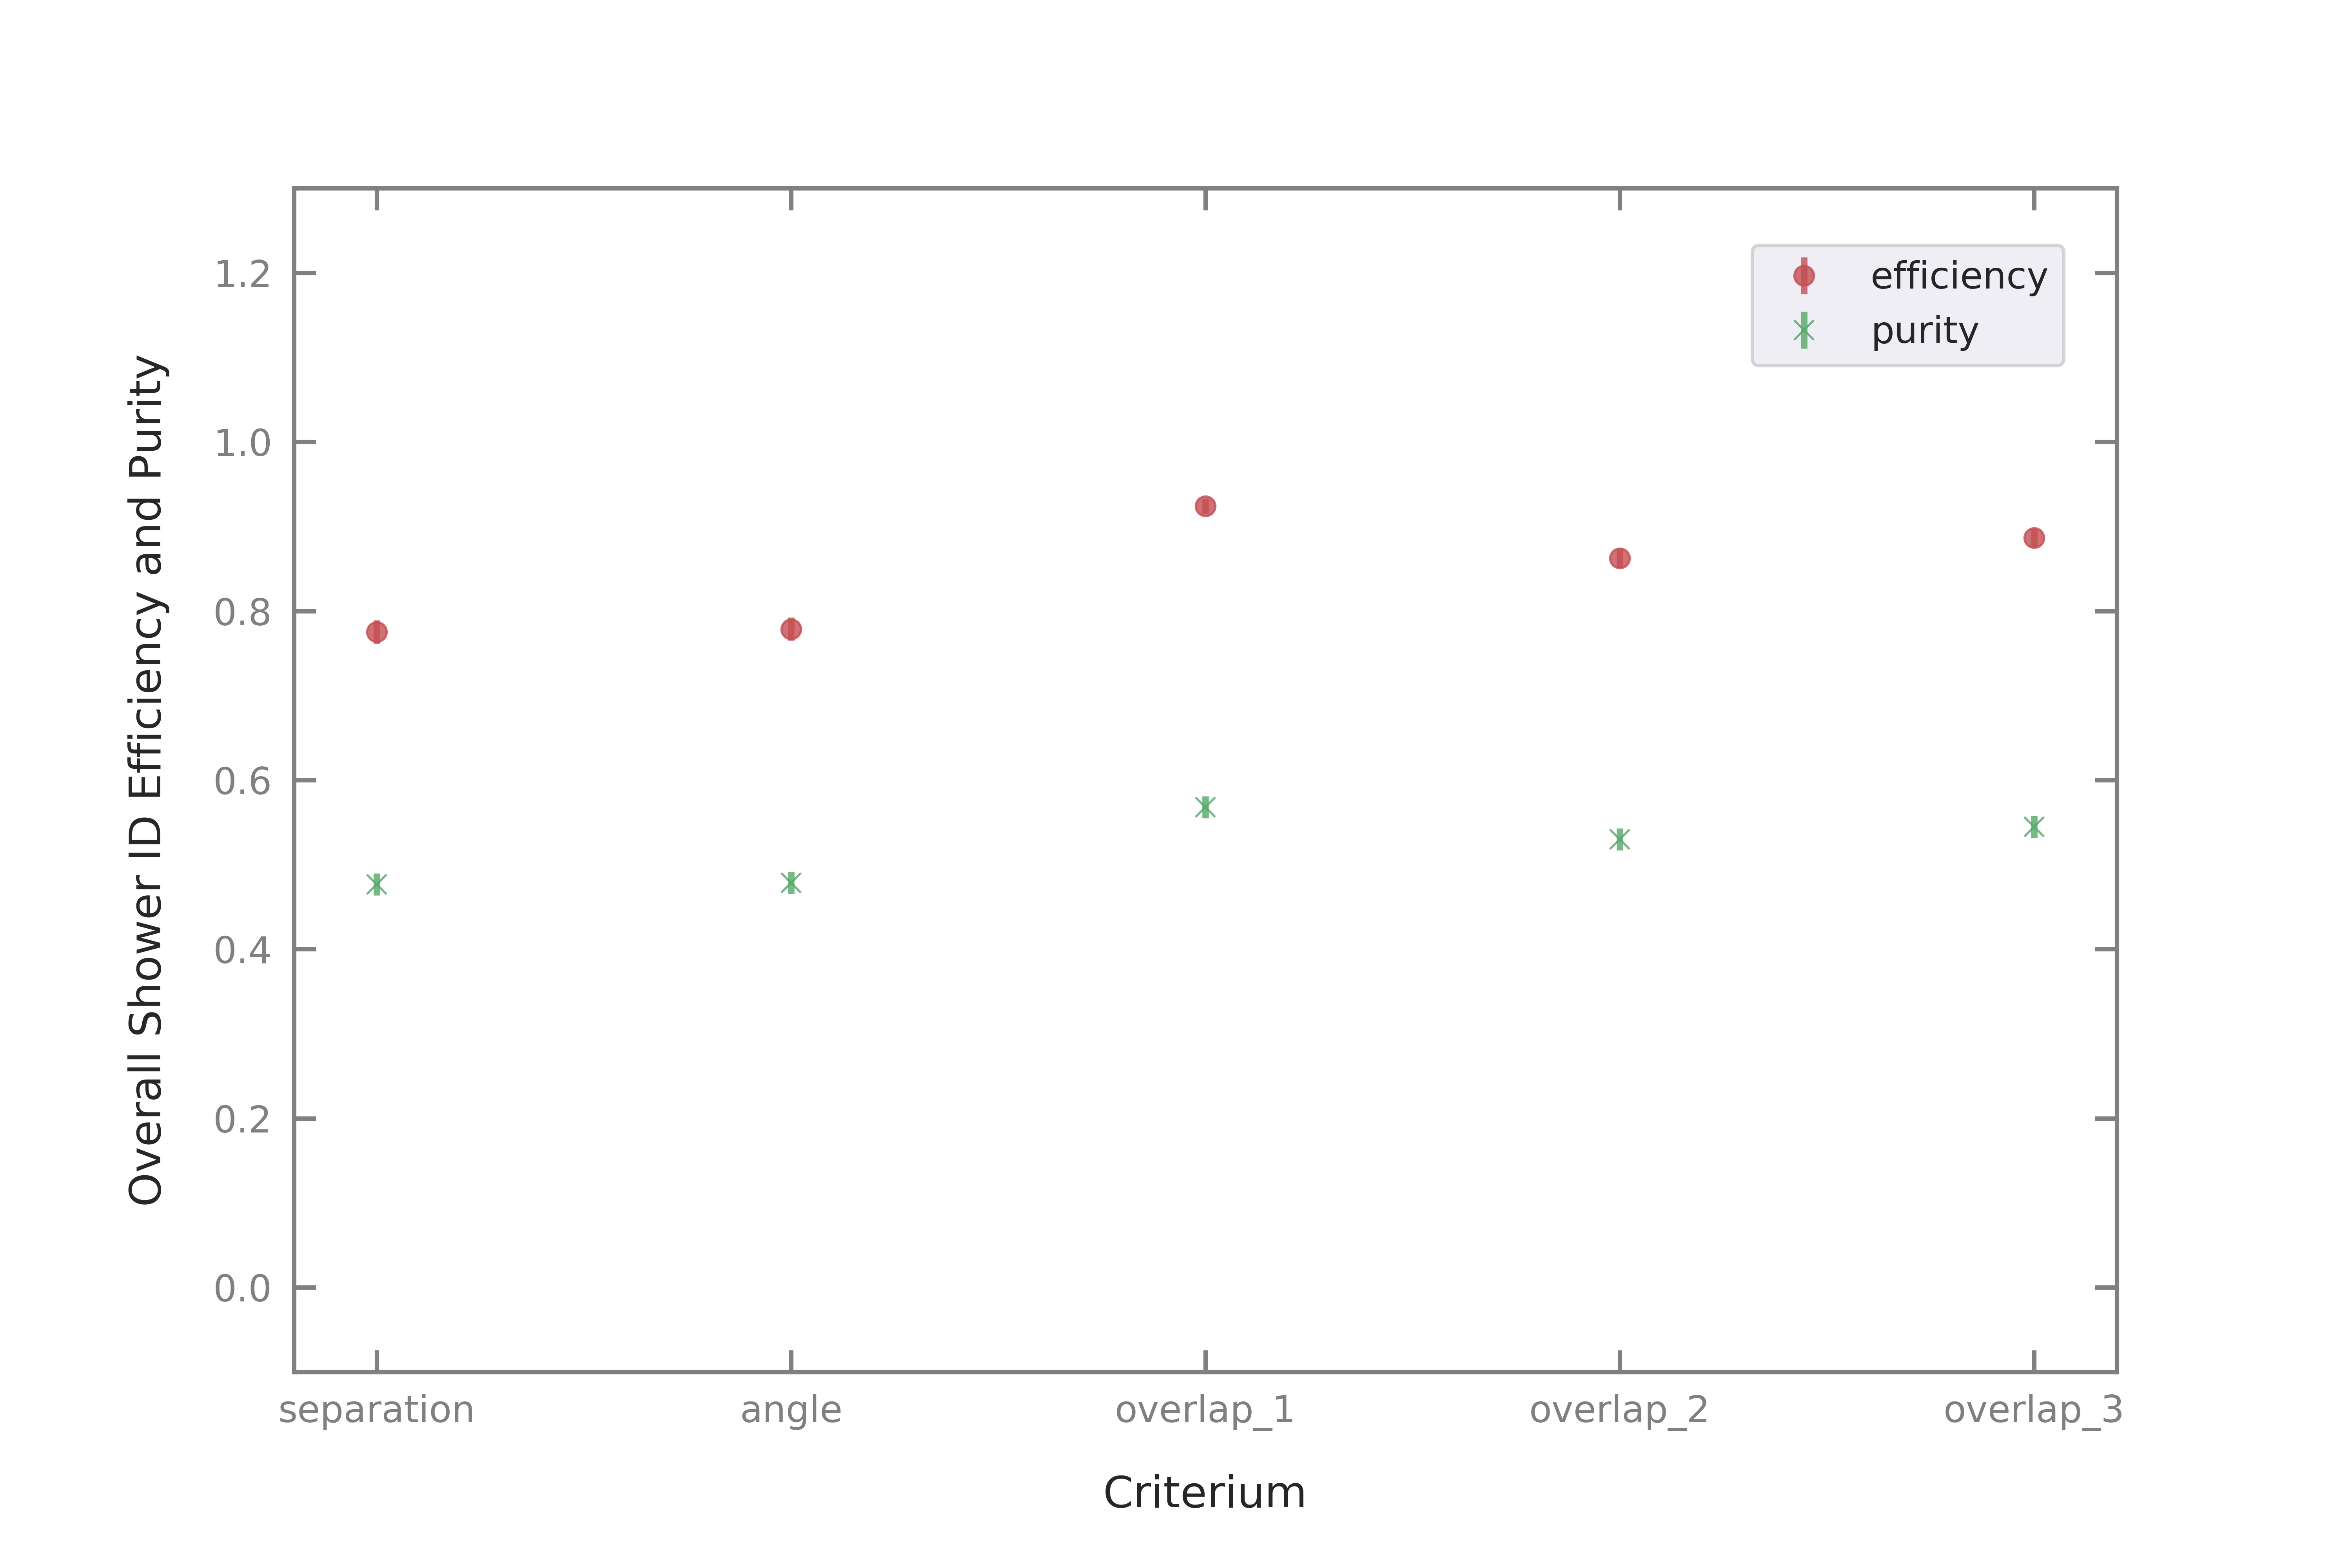 efficiency
purity
Overall Shower ID Efficiency and Purity
1.2
1.0
0.8
0.6
0.4
0.2
0.0
separation angle overlap_1 overlap_2 overlap_3
Criterium